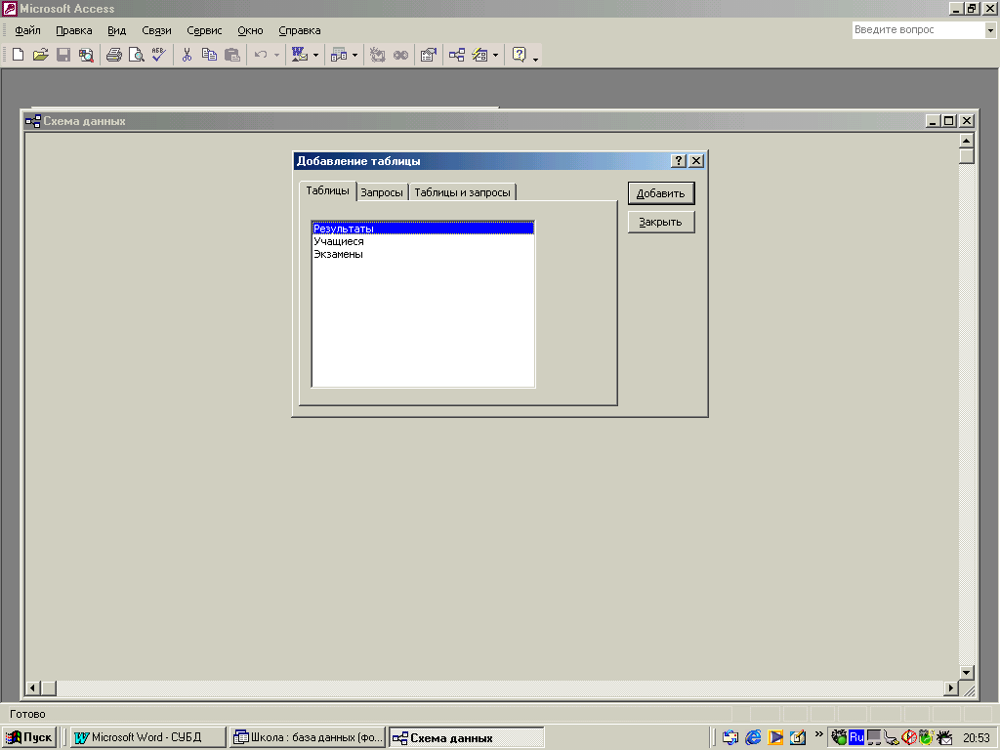 Microsoft Access
Файл Правка Вид Связи Сервис Окно Справка
Введите вопрос
Схема данных
Добавление таблицы
Таблицы Запросы Таблицы и запросы
Добавить
Закрыть
Результаты
Учащиеся
Экзамены
Готово
Пуск Microsoft Word - СУБД Школа : база данных (фо... Схема данных » Ru 20:53